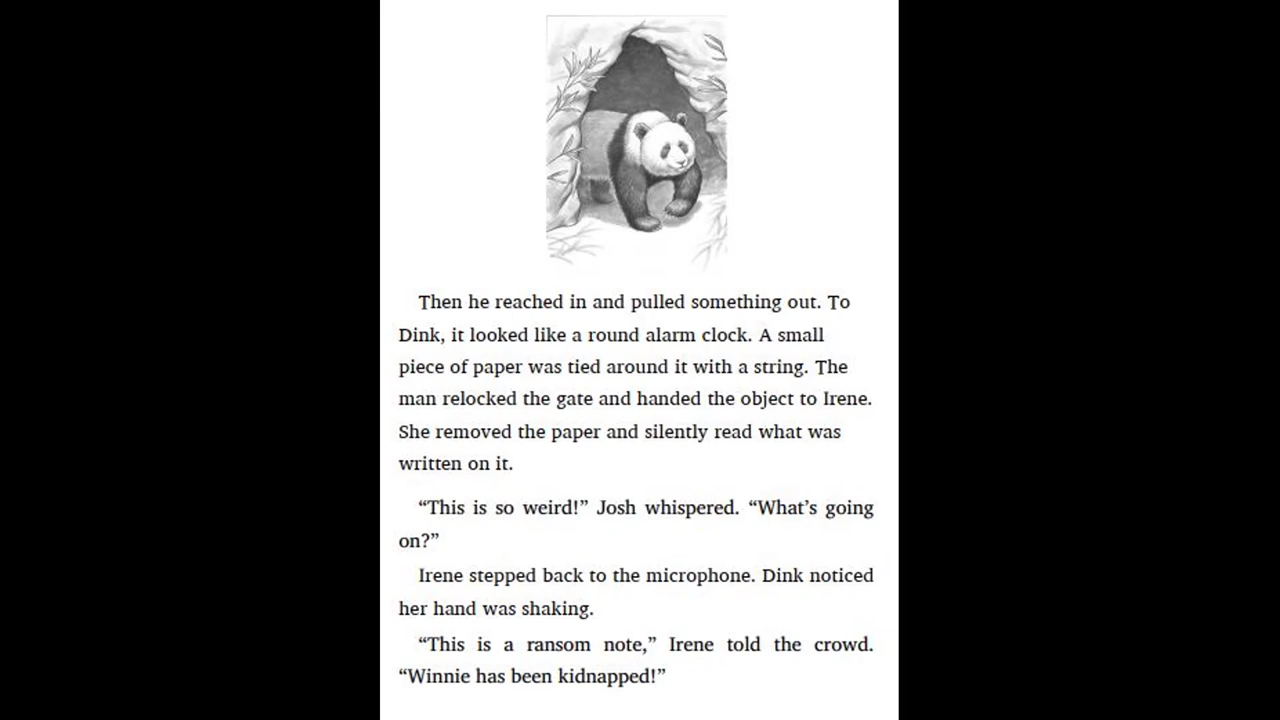 Then he reached in and pulled something out. To
Dink, it looked like a round alarm clock. A small
piece of paper was tied around it with a string. The
man relocked the gate and handed the object to Irene.
She removed the paper and silently read what was
written on it.
“This is so weird!” Josh whispered. “What’s going
on?”
Irene stepped back to the microphone. Dink noticed
her hand was shaking.
“This is a ransom note,” Irene told the crowd.
“Winnie has been kidnapped!”